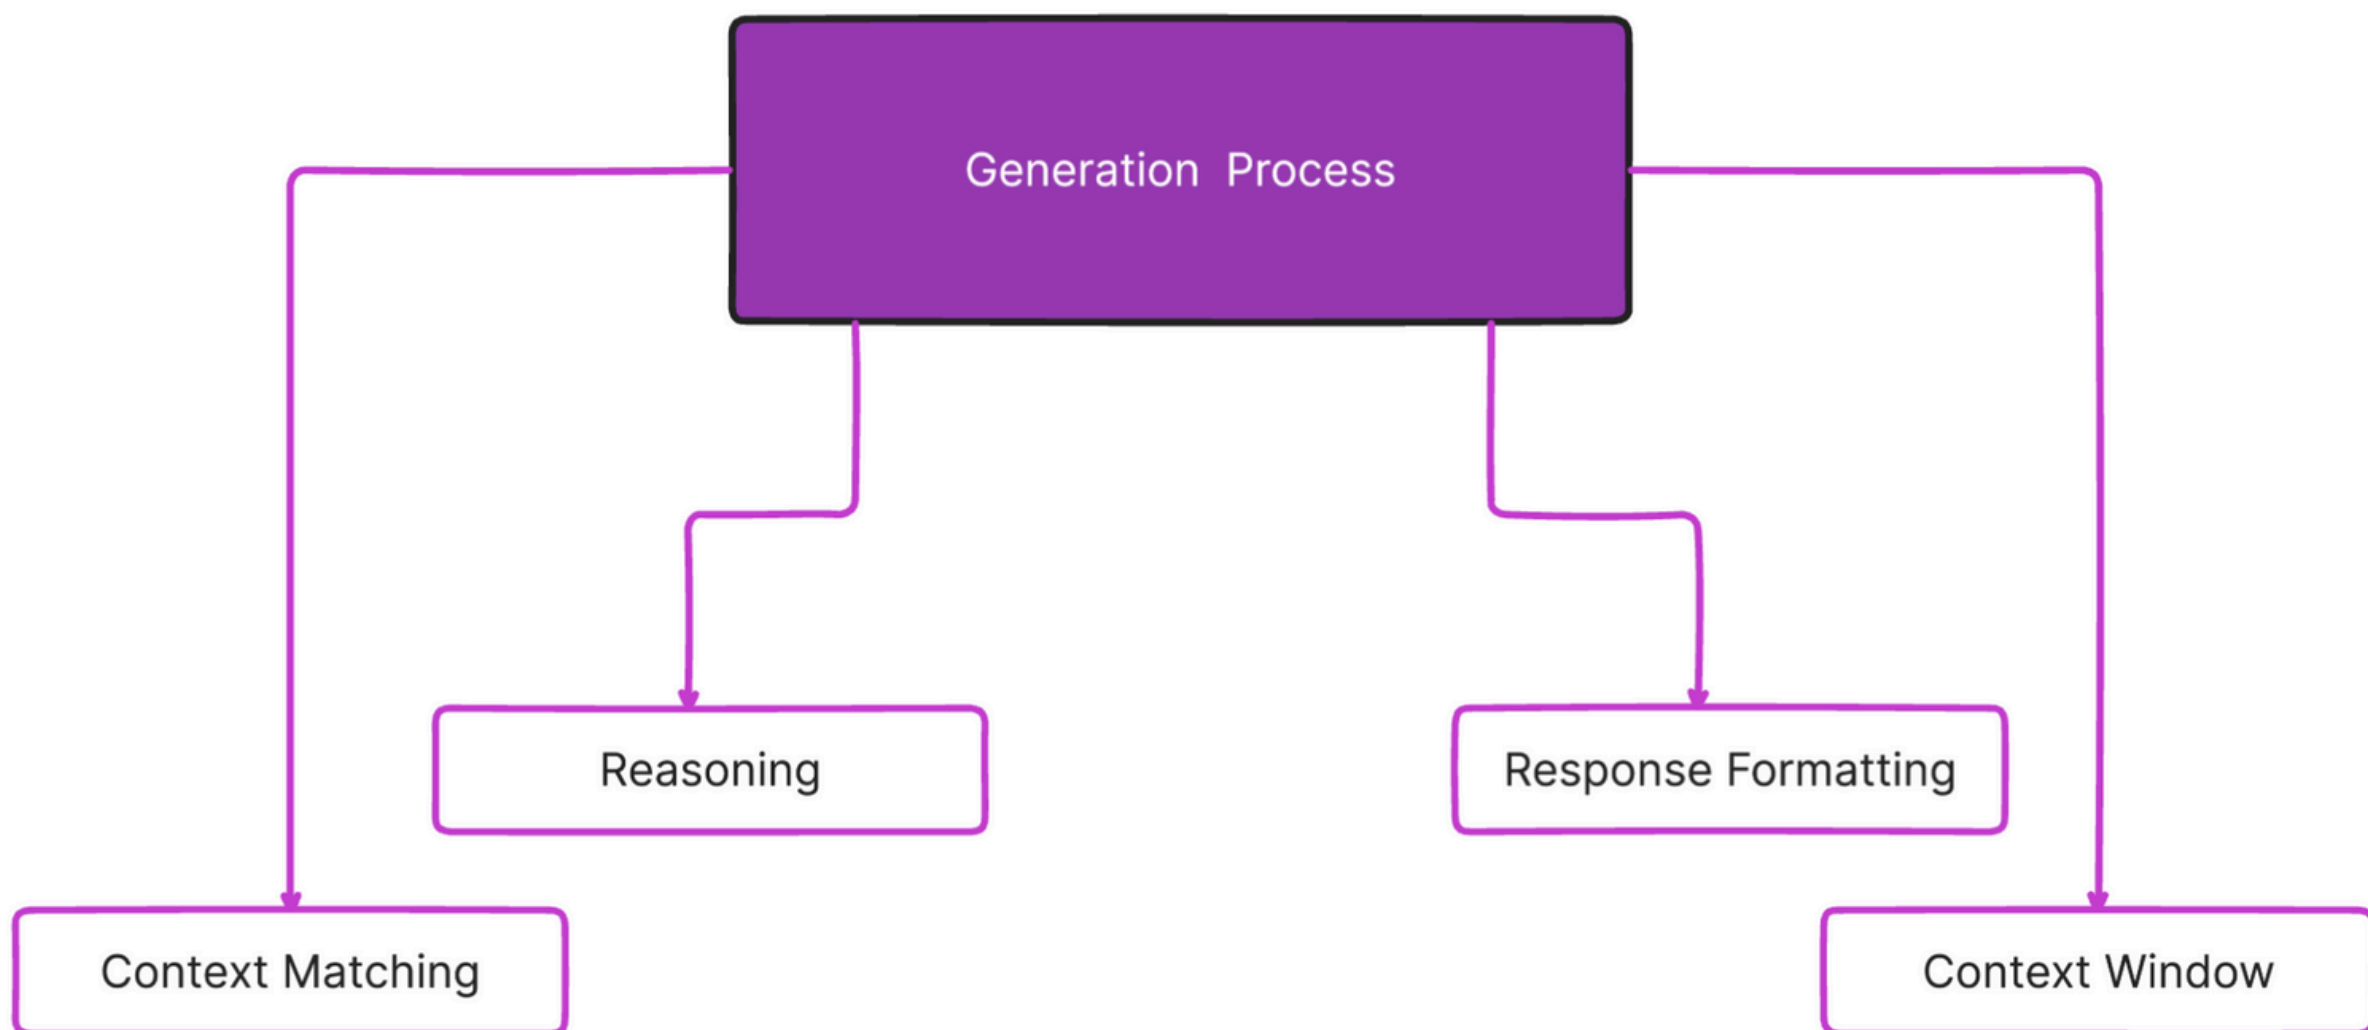 Generation Process
Reasoning
Response Formatting
Context Matching
Context Window